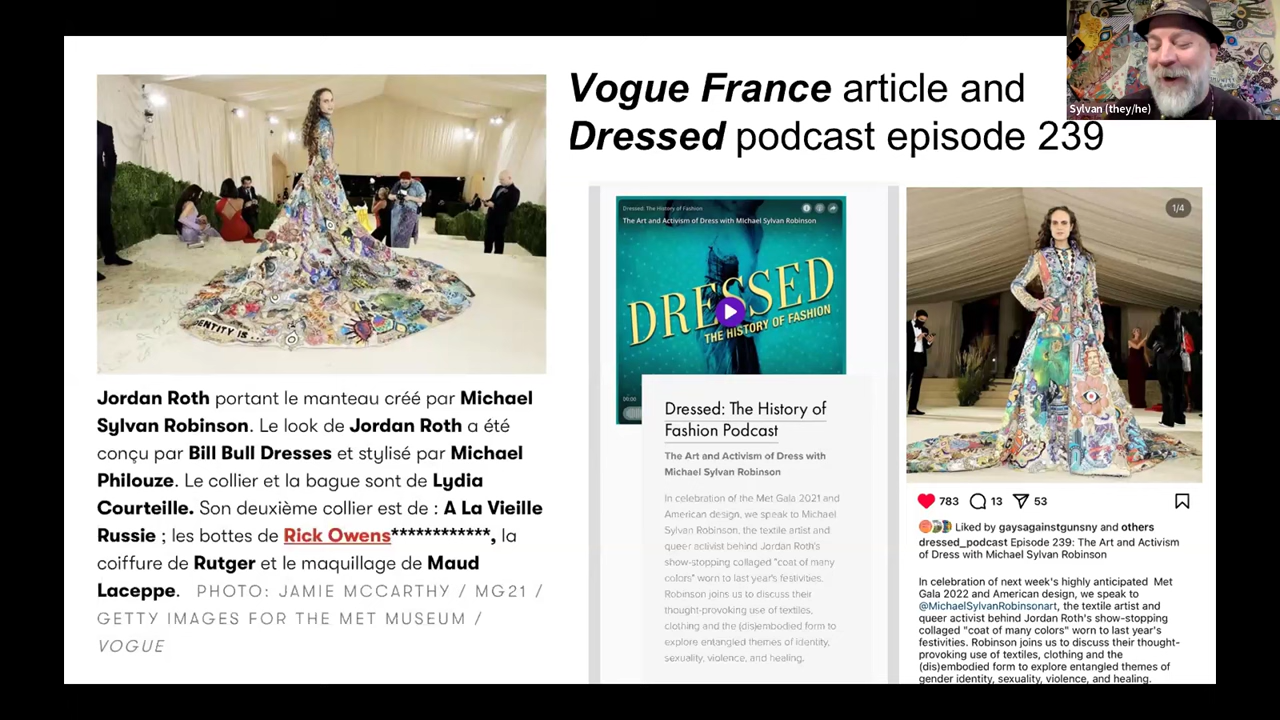 Vogue France article and
Dressed podcast episode 239
Sylvan (they/he)
IDENTITY IS...
Jordan Roth portant le manteau créé par Michael
Sylvan Robinson. Le look de Jordan Roth a été
conçu par Bill Bull Dresses et stylisé par Michael
Philouze. Le collier et la bague sont de Lydia
Courteille. Son deuxième collier est de : A La Vieille
Russie ; les bottes de Rick Owens************, la
coiffure de Rutger et le maquillage de Maud
Laceppe. PHOTO: JAMIE MCCARTHY / MG21 /
GETTY IMAGES FOR THE MET MUSEUM /
VOGUE
Dressed: The History of Fashion
The Art and Activism of Dress with Michael Sylvan Robinson
DRESSED
THE HISTORY OF FASHION
00:00
Dressed: The History of
Fashion Podcast
The Art and Activism of Dress with
Michael Sylvan Robinson
In celebration of the Met Gala 2021 and
American design, we speak to Michael
Sylvan Robinson, the textile artist and
queer activist behind Jordan Roth's
show-stopping collaged "coat of many
colors" worn to last year's festivities.
Robinson joins us to discuss their
thought-provoking use of textiles,
clothing and the (dis)embodied form to
explore entangled themes of identity,
sexuality, violence, and healing,
1/4
783 13 53
Liked by gaysagainstgunsny and others
dressed_podcast Episode 239: The Art and Activism
of Dress with Michael Sylvan Robinson
In celebration of next week's highly anticipated Met
Gala 2022 and American design, we speak to
@MichaelSylvanRobinsonart, the textile artist and
queer activist behind Jordan Roth's show-stopping
collaged "coat of many colors" worn to last year's
festivities. Robinson joins us to discuss their thought-
provoking use of textiles, clothing and the
(dis)embodied form to explore entangled themes of
gender identity, sexuality, violence, and healing.